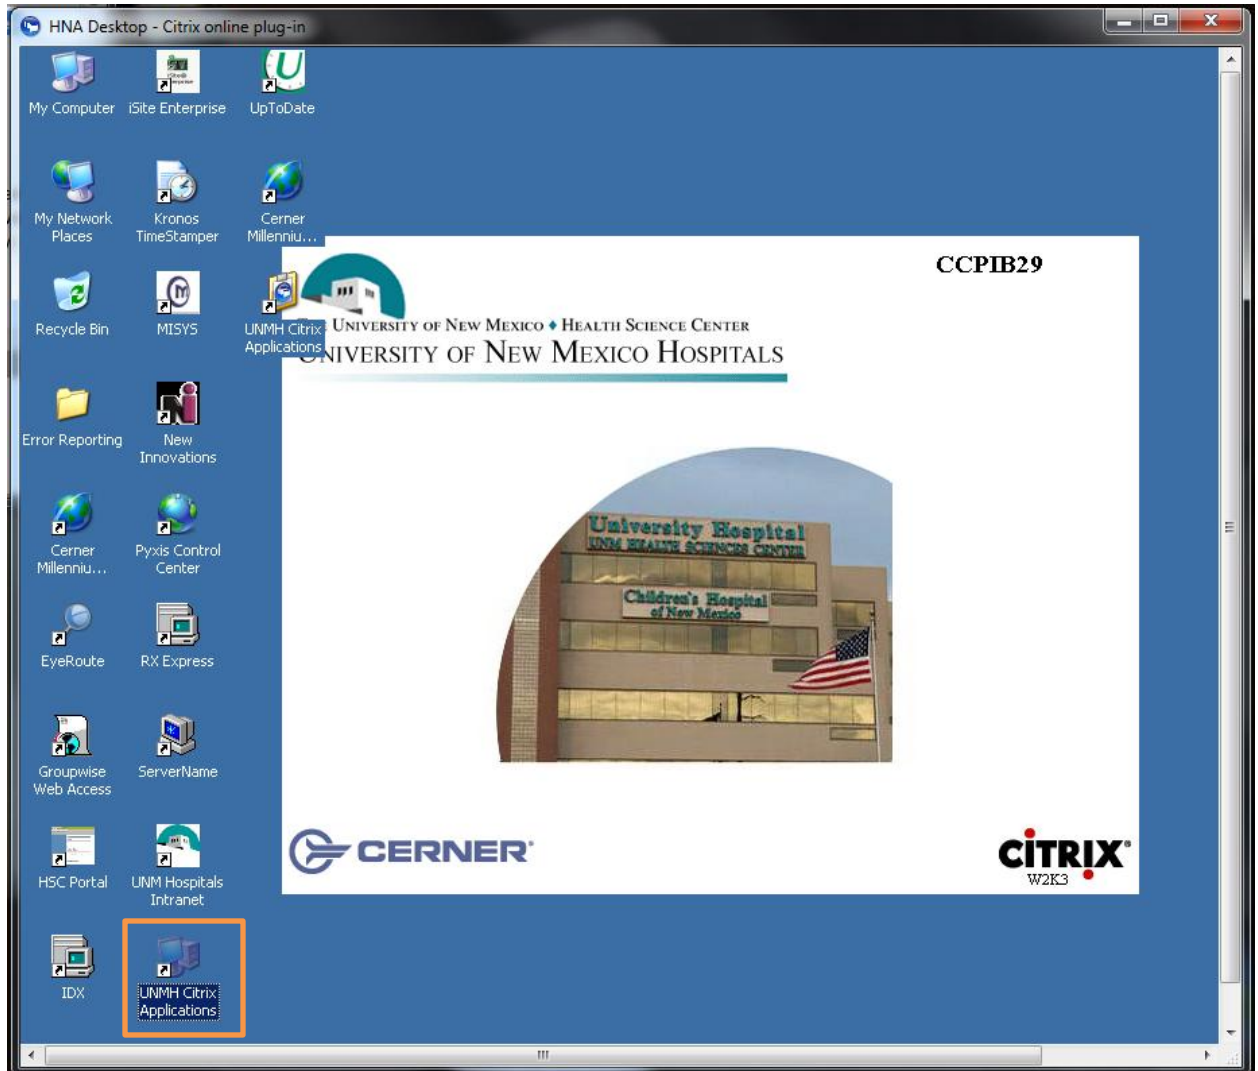 HNA Desktop - Citrix online plug-in
My Computer
iSite Enterprise
UpToDate
My Network
Places
Kronos
TimeStamper
Cerner
Millenniu...
Recycle Bin
MISYS
UNMH Citrix
Applications
CCPIB29
UNIVERSITY OF NEW MEXICO ♦ HEALTH SCIENCE CENTER
UNIVERSITY OF NEW MEXICO HOSPITALS
Error Reporting
New
Innovations
University Hospital
UNM HEALTH SCIENCES CENTER
Children's Hospital
of New Mexico
Cerner
Millenniu...
Pyxis Control
Center
EyeRoute
RX Express
Groupwise
Web Access
ServerName
CERNER
CITRIX
W2K3
HSC Portal
UNM Hospitals
Intranet
IDX
UNMH Citrix
Applications